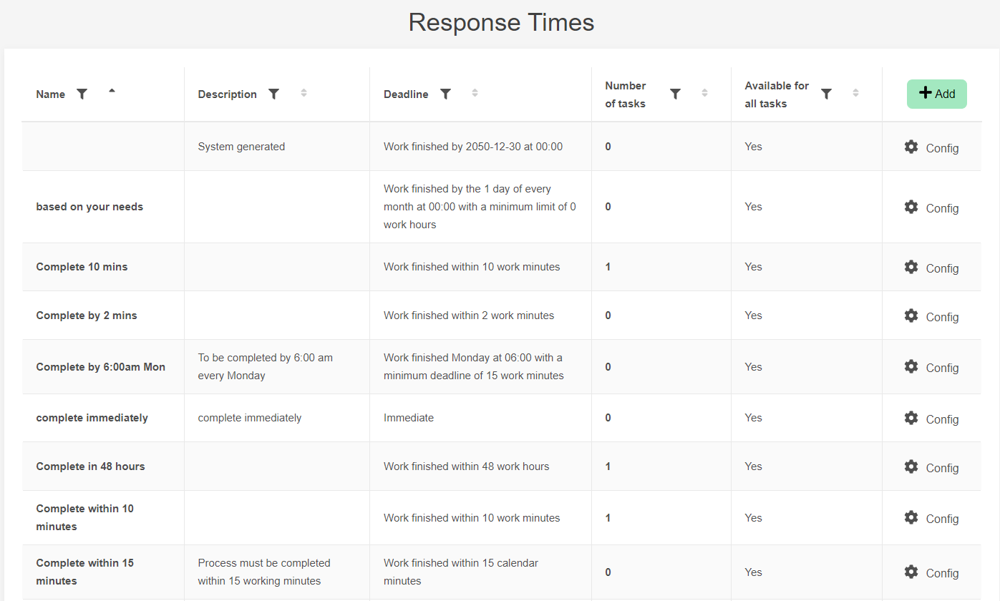 Response Times
Name
Description
Deadline
Number
of tasks
Available for
all tasks
Add
System generated
Work finished by 2050-12-30 at 00:00
0
Yes
Config
based on your needs
Work finished by the 1 day of every
month at 00:00 with a minimum limit of 0
work hours
0
Yes
Config
Complete 10 mins
Work finished within 10 work minutes
1
Yes
Config
Complete by 2 mins
Work finished within 2 work minutes
0
Yes
Config
Complete by 6:00am Mon
To be completed by 6:00 am
every Monday
Work finished Monday at 06:00 with a
minimum deadline of 15 work minutes
0
Yes
Config
complete immediately
complete immediately
Immediate
0
Yes
Config
Complete in 48 hours
Work finished within 48 work hours
1
Yes
Config
Complete within 10
minutes
Work finished within 10 work minutes
1
Yes
Config
Complete within 15
minutes
Process must be completed
within 15 working minutes
Work finished within 15 calendar
minutes
0
Yes
Config